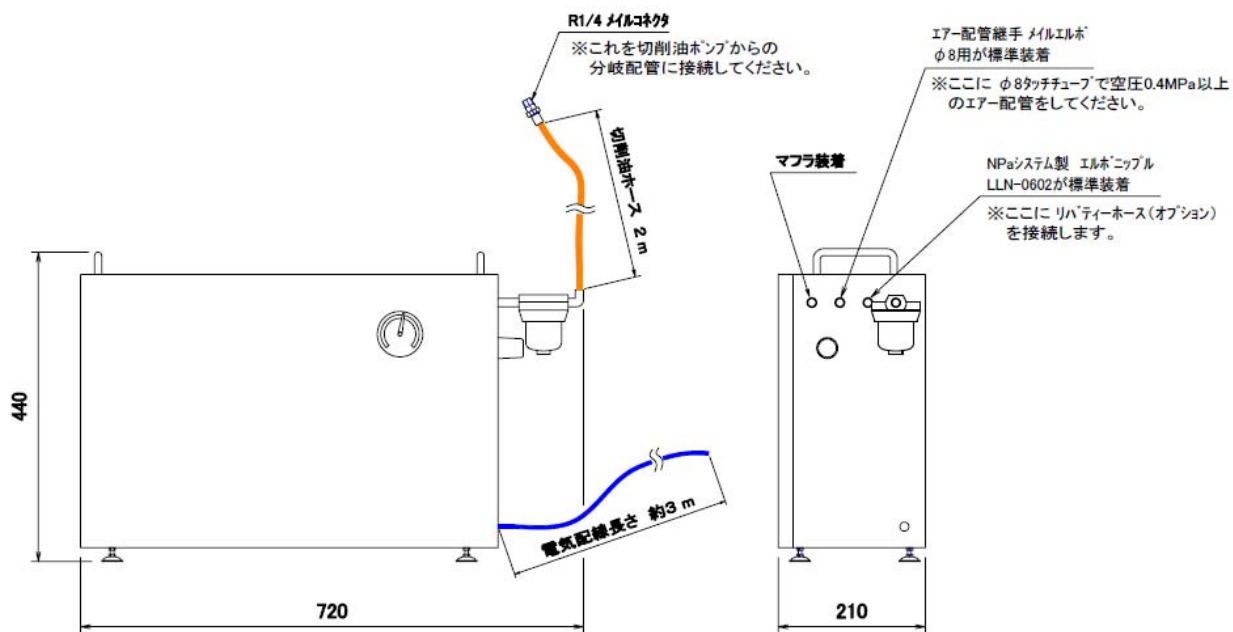 R1/4 メイルコネクタ
※これを切削油ポンプからの
分岐配管に接続してください。
エアー配管継手 メイルエルボ
φ8用が標準装着
※ここに φ8タッチチューブで空圧0.4MPa以上
のエアー配管をしてください。
切削油ホース 2 m
マフラ装着
NPaシステム製 エルボニップル
LLN-0602が標準装着
※ここに リバティーホース(オプション)
を接続します。
440
電気配線長さ 約3 m
720
210